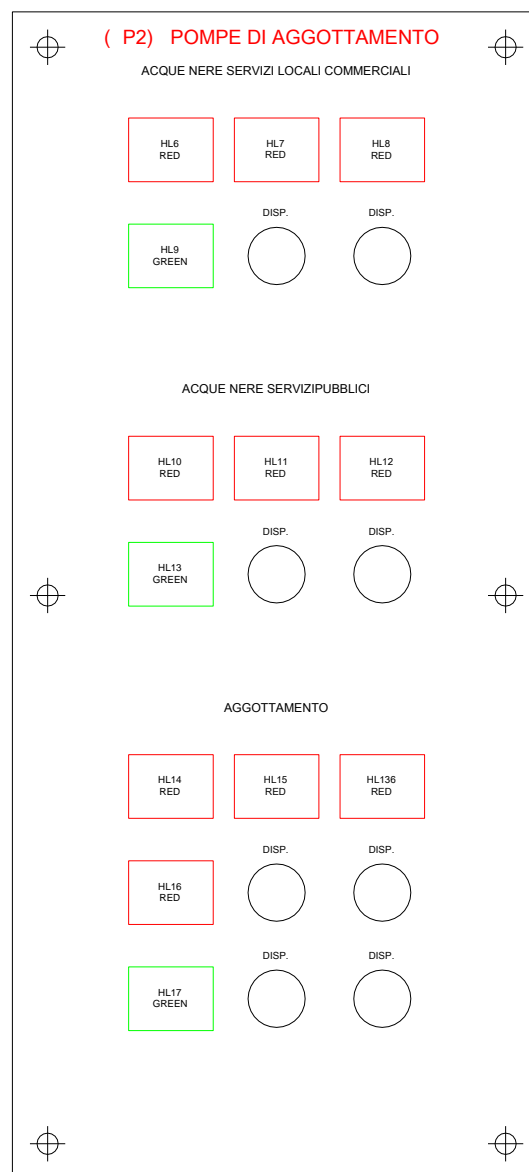 ( P2) POMPE DI AGGOTTAMENTO
ACQUE NERE SERVIZI LOCALI COMMERCIALI
HL6
RED
HL7
RED
HL8
RED
HL9
GREEN
DISP.
DISP.
ACQUE NERE SERVIZIPUBBLICI
HL10
RED
HL11
RED
HL12
RED
HL13
GREEN
DISP.
DISP.
AGGOTTAMENTO
HL14
RED
HL15
RED
HL136
RED
HL16
RED
DISP.
DISP.
HL17
GREEN
DISP.
DISP.